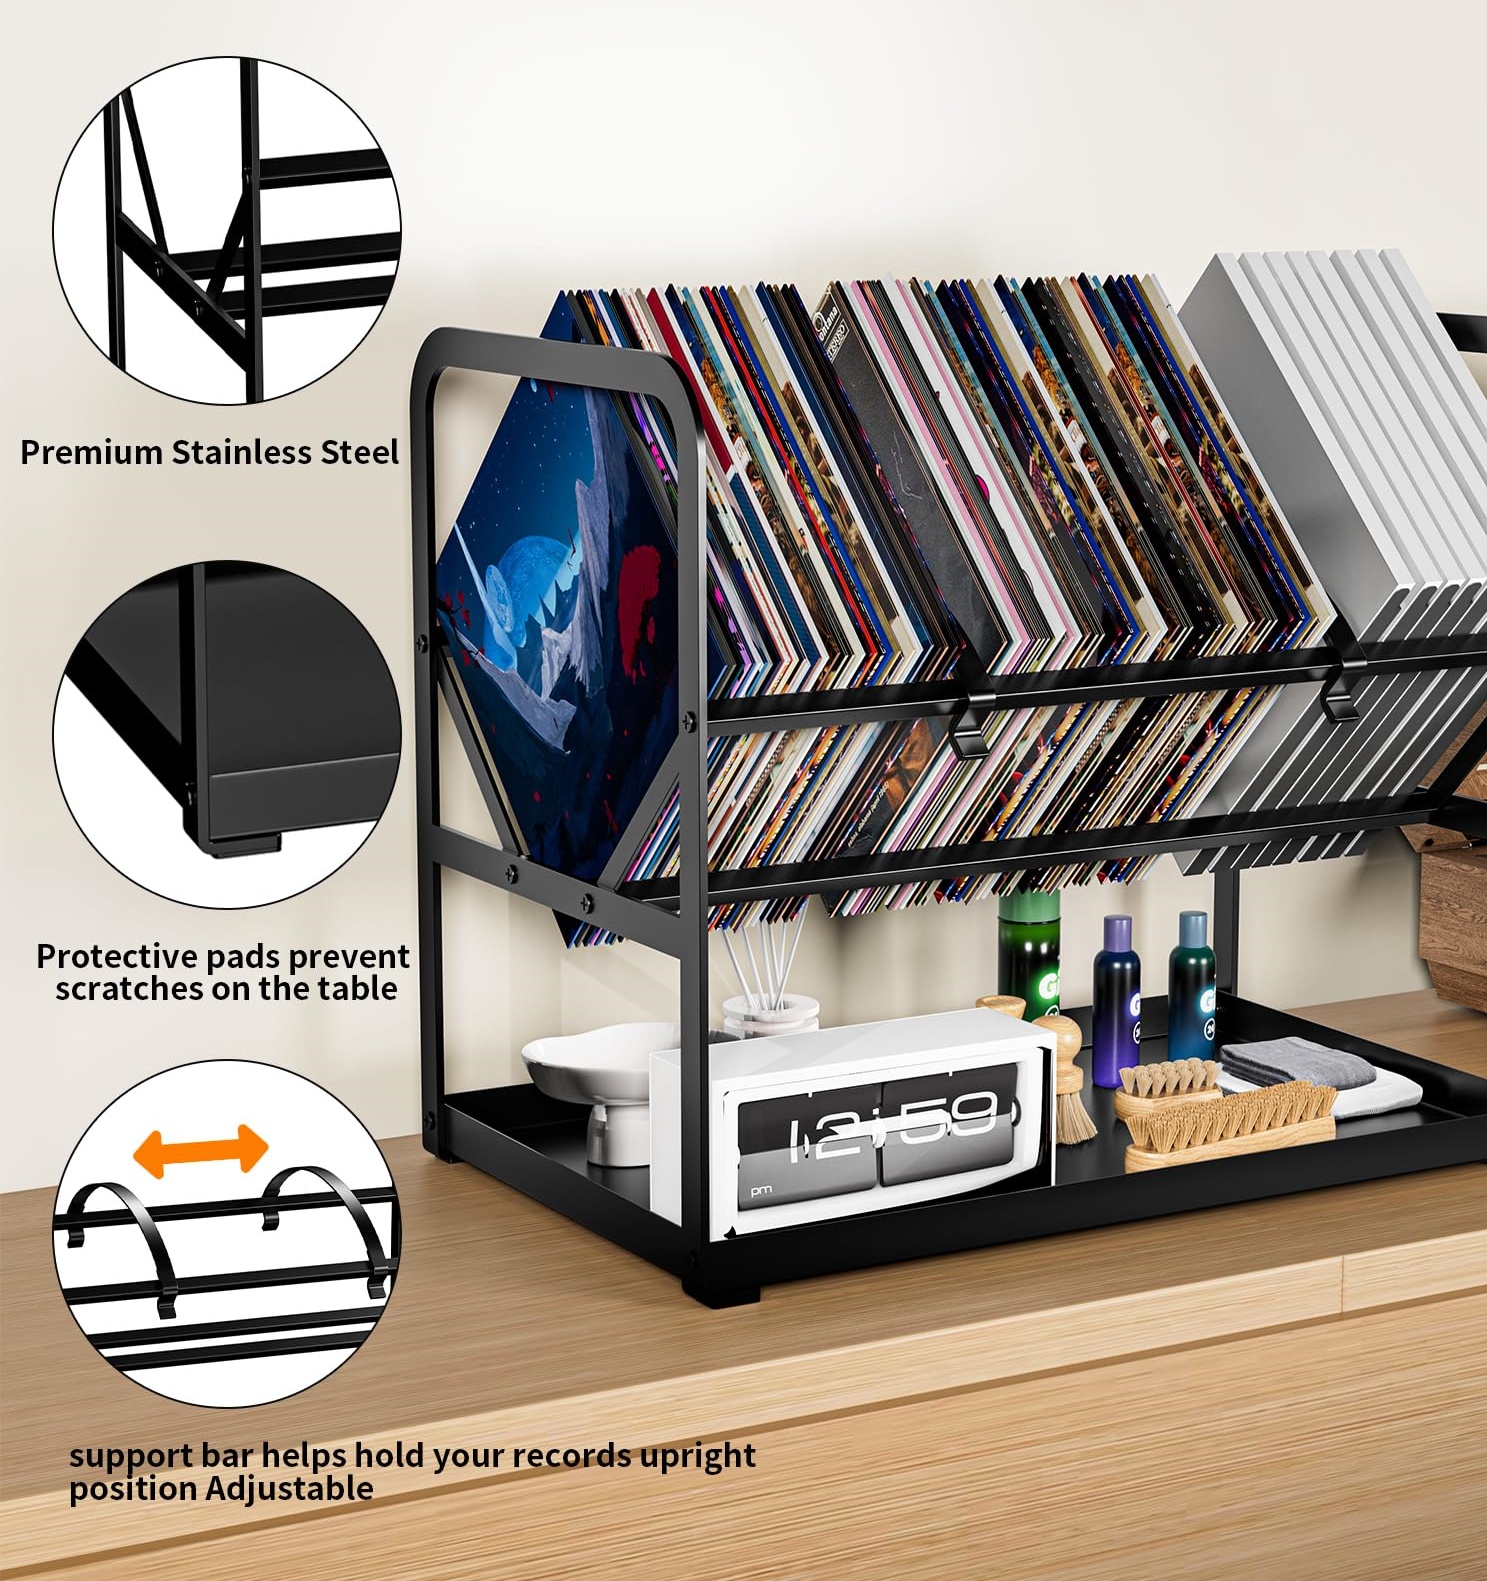 Premium Stainless Steel
Protective pads prevent
scratches on the table
support bar helps hold your records upright
position Adjustable
12:59
pm